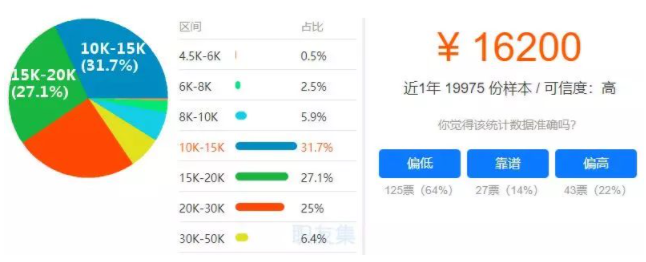 10K-15K
(31.7%)
15K-20K
(27.1%)
区间 占比
4.5K-6K 0.5%
6K-8K 2.5%
8K-10K 5.9%
10K-15K 31.7%
15K-20K 27.1%
20K-30K 25%
30K-50K 6.4%
职友集
¥ 16200
近1年 19975 份样本 / 可信度：高
你觉得该统计数据准确吗?
偏低 靠谱 偏高
125票（64%） 27票（14%） 43票（22%）